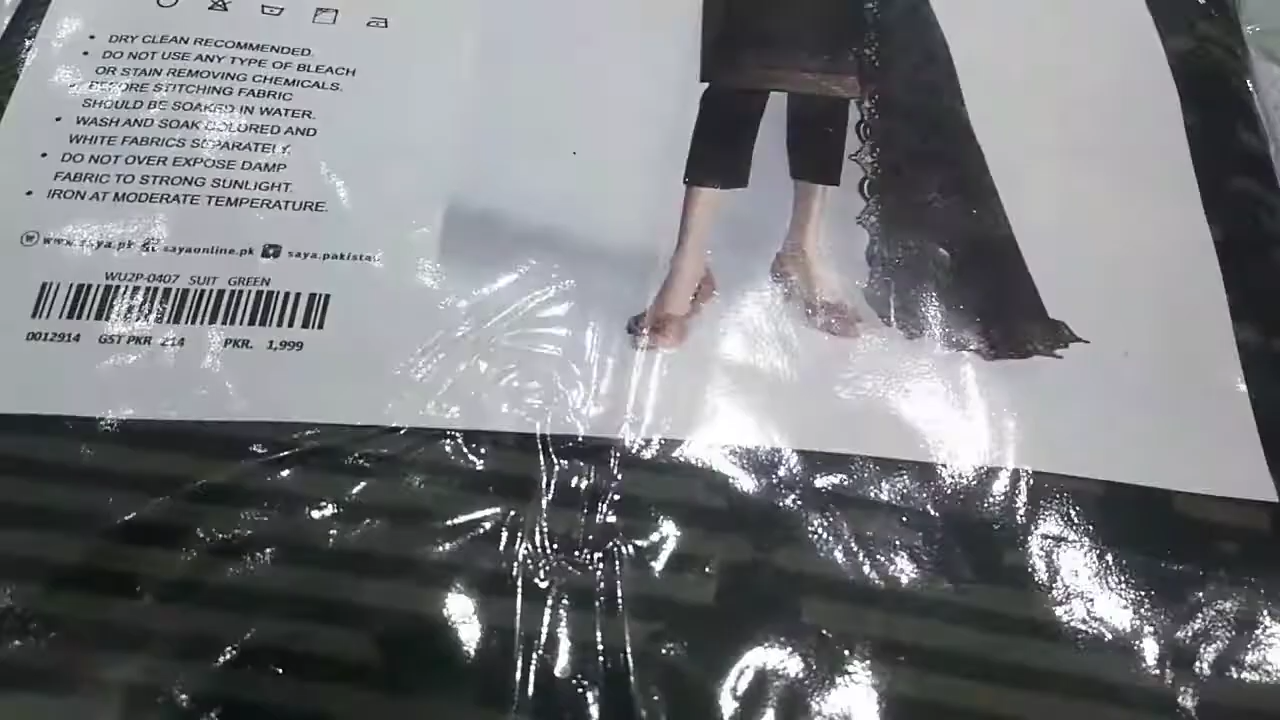 • DRY CLEAN RECOMMENDED.
• DO NOT USE ANY TYPE OF BLEACH
OR STAIN REMOVING CHEMICALS.
• BEFORE STITCHING FABRIC
SHOULD BE SOAKED IN WATER.
• WASH AND SOAK COLORED AND
WHITE FABRICS SEPARATELY.
• DO NOT OVER EXPOSE DAMP
FABRIC TO STRONG SUNLIGHT.
• IRON AT MODERATE TEMPERATURE.
www.saya.pk sayaonline.pk saya.pakistan
WU2P-0407 SUIT GREEN
0012914 GST PKR 214 PKR. 1,999